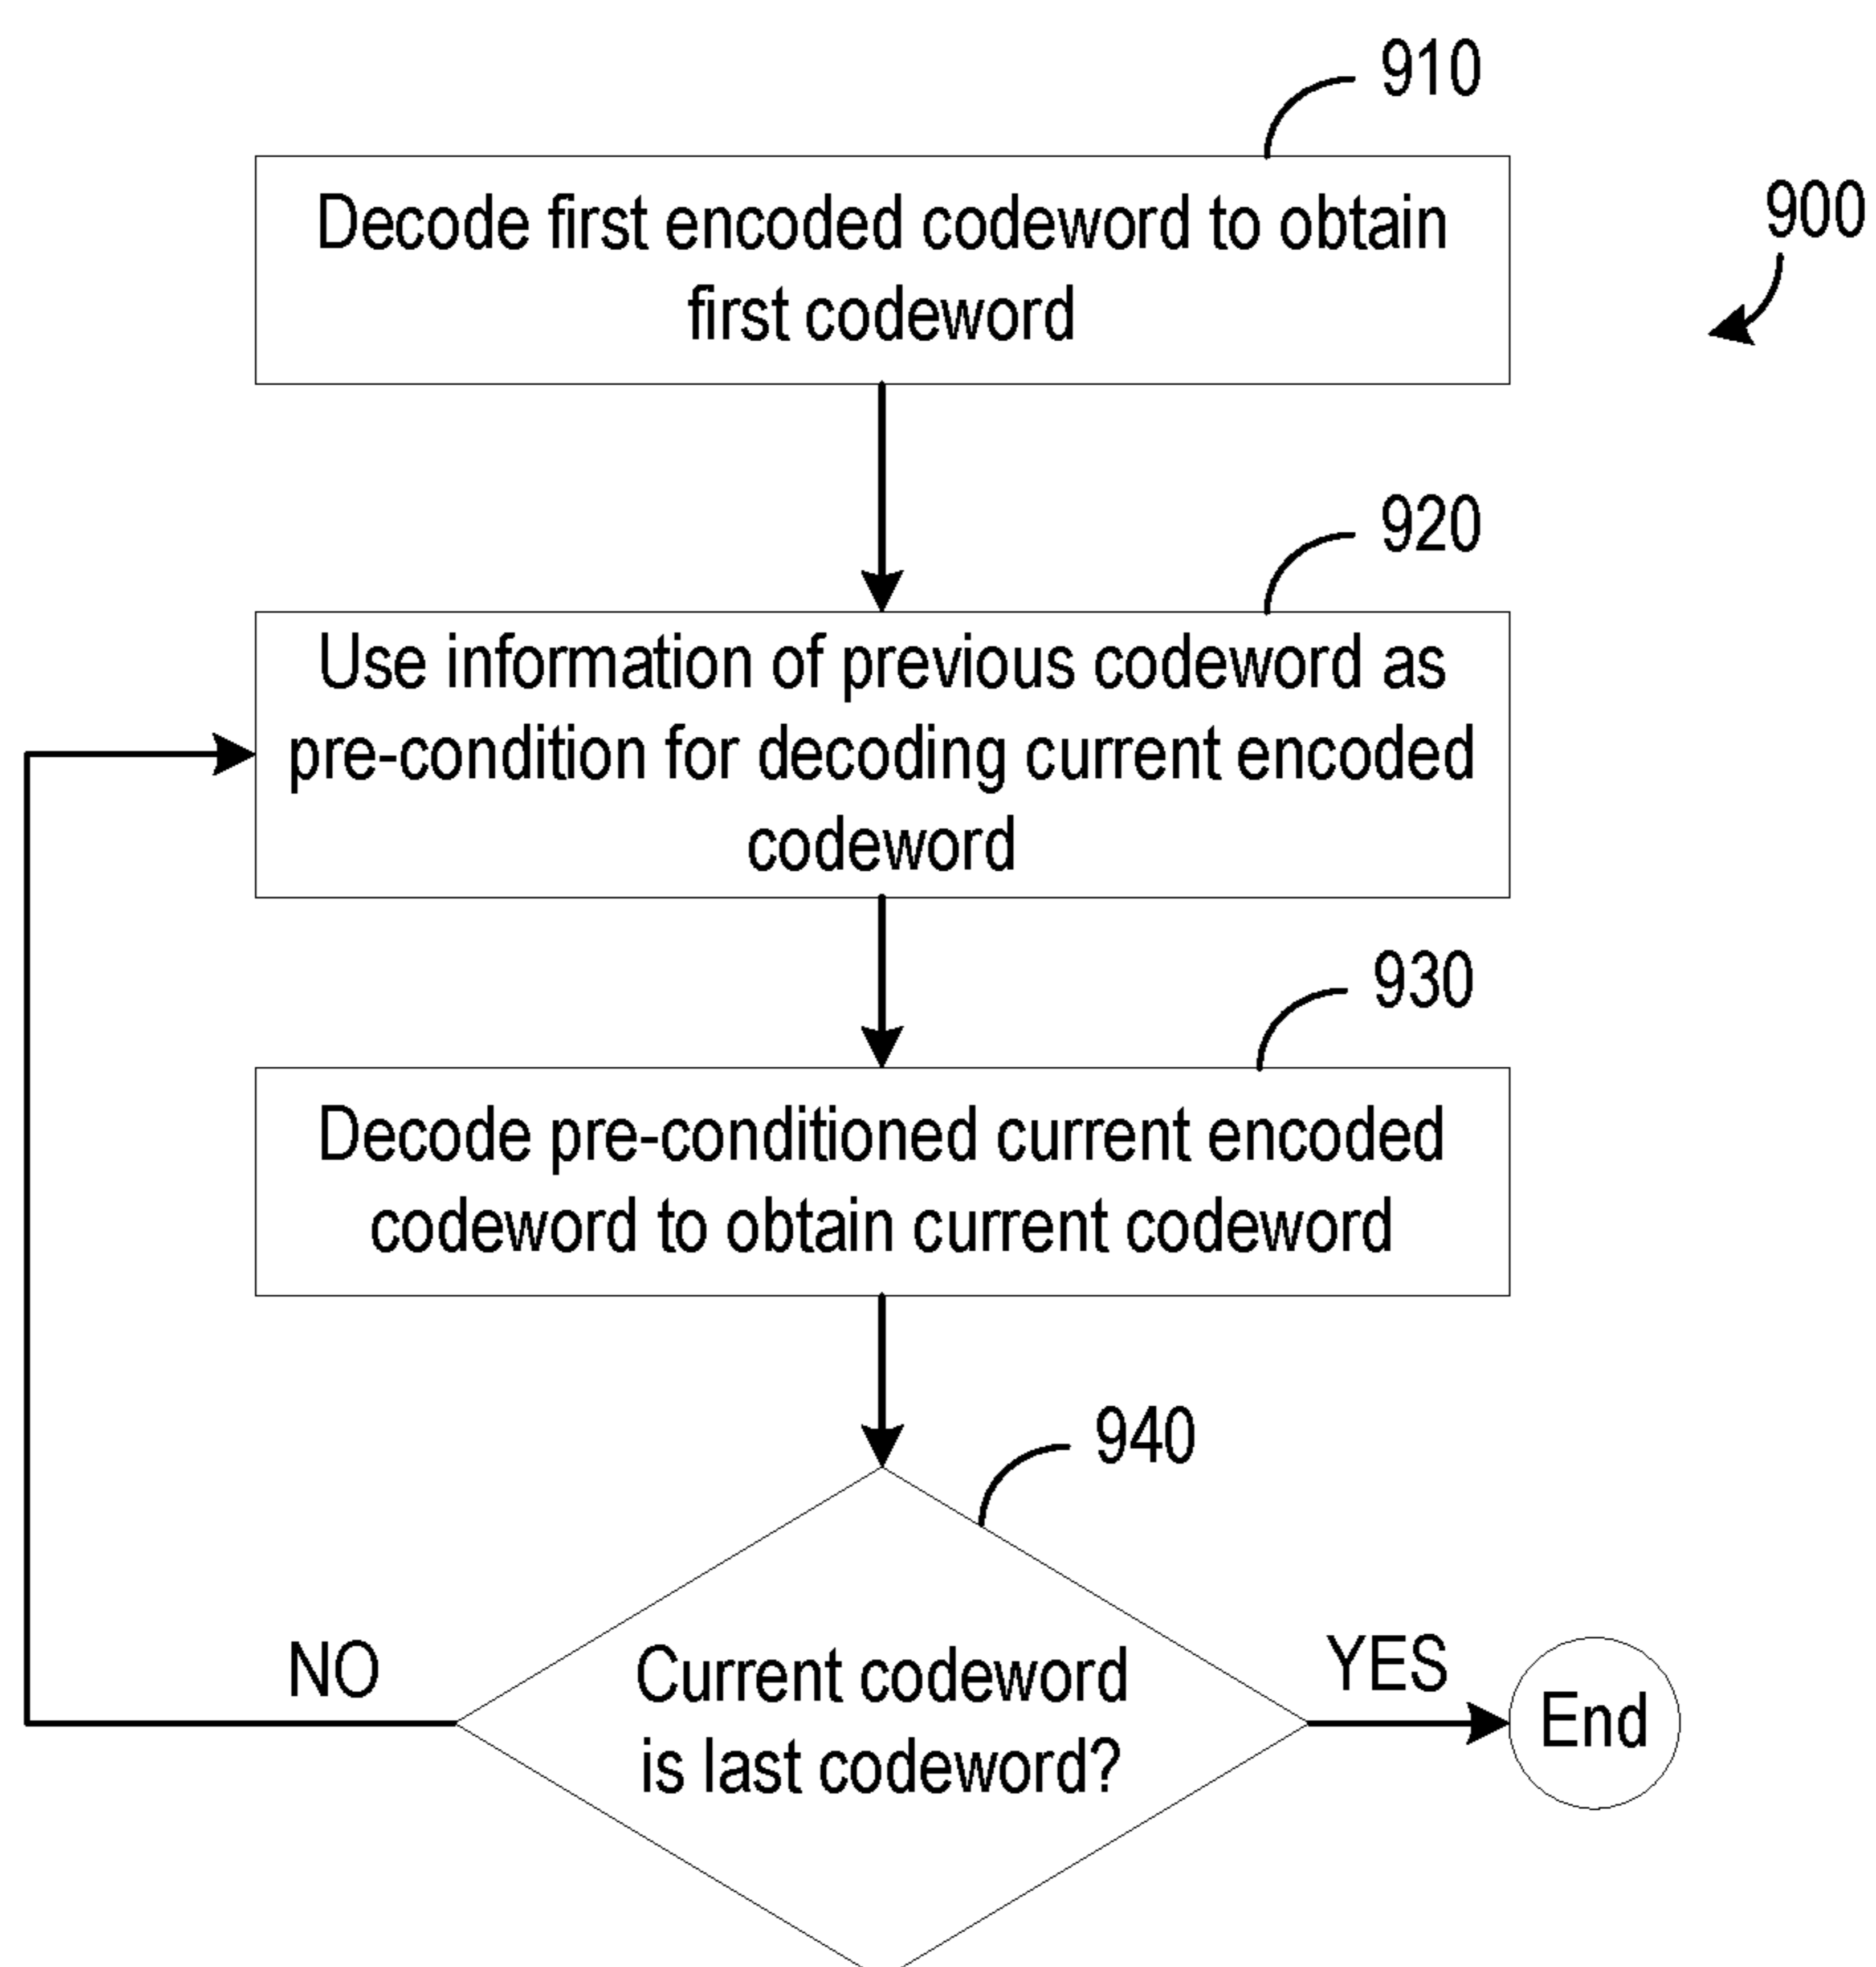 910
900
Decode first encoded codeword to obtain
first codeword
920
Use information of previous codeword as
pre-condition for decoding current encoded
codeword
930
Decode pre-conditioned current encoded
codeword to obtain current codeword
940
Current codeword
is last codeword?
NO
YES
End